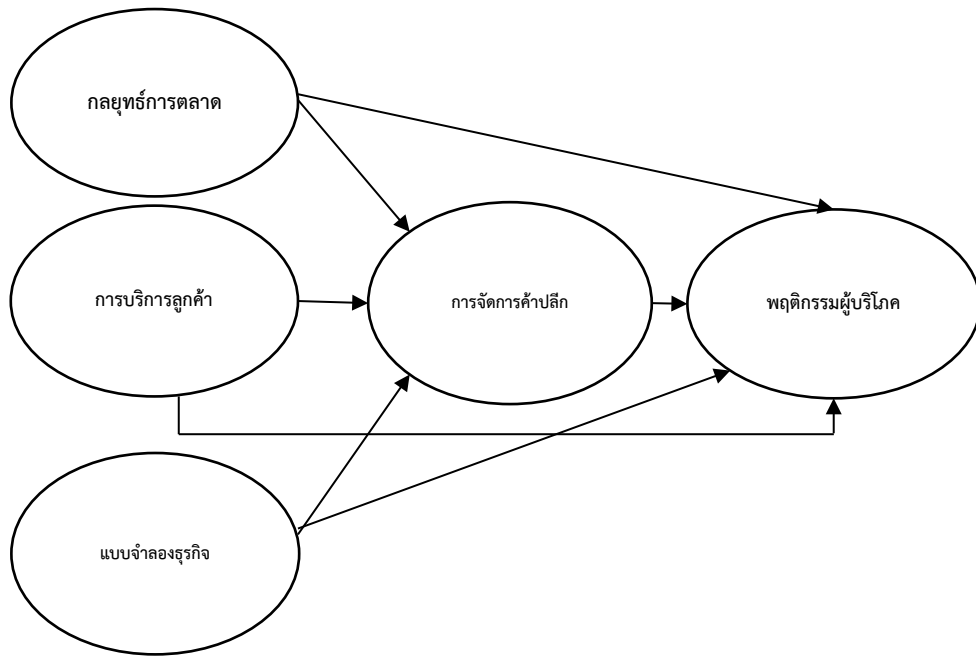 กลยุทธ์การตลาด
การบริการลูกค้า
การจัดการค้าปลีก
พฤติกรรมผู้บริโภค
แบบจำลองธุรกิจ